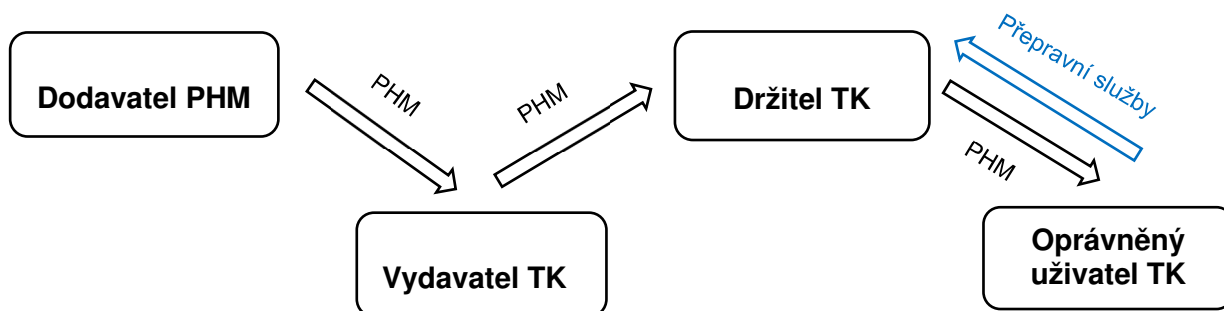 Dodavatel PHM
PHM
Vydavatel TK
PHM
Držitel TK
Přepravní služby
PHM
Oprávněný
uživatel TK